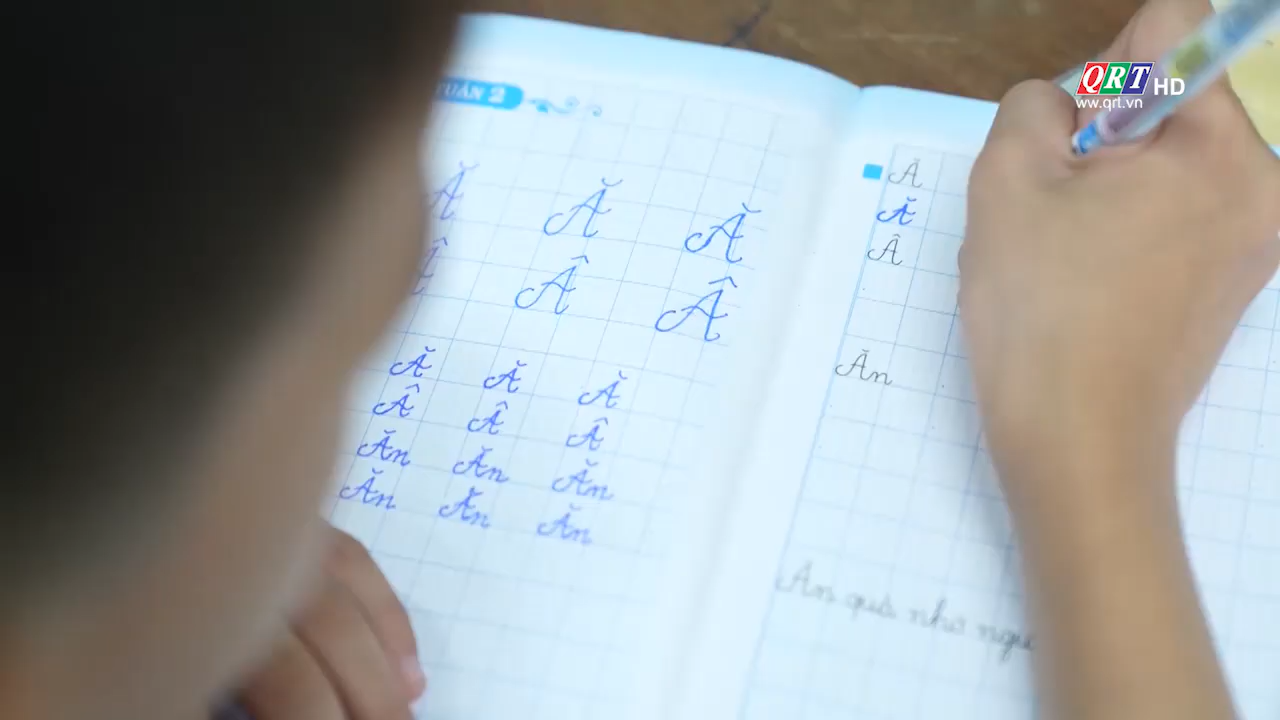 QRT HD
www.qrt.vn
TUẦN 2
Ă Ă Ă
Â Â Â
Ă Ă Ă
Â Â Â
Ăn Ăn Ăn
Ăn Ăn Ăn
Ă
Ă
Â
Ăn
Ăn quả nhớ